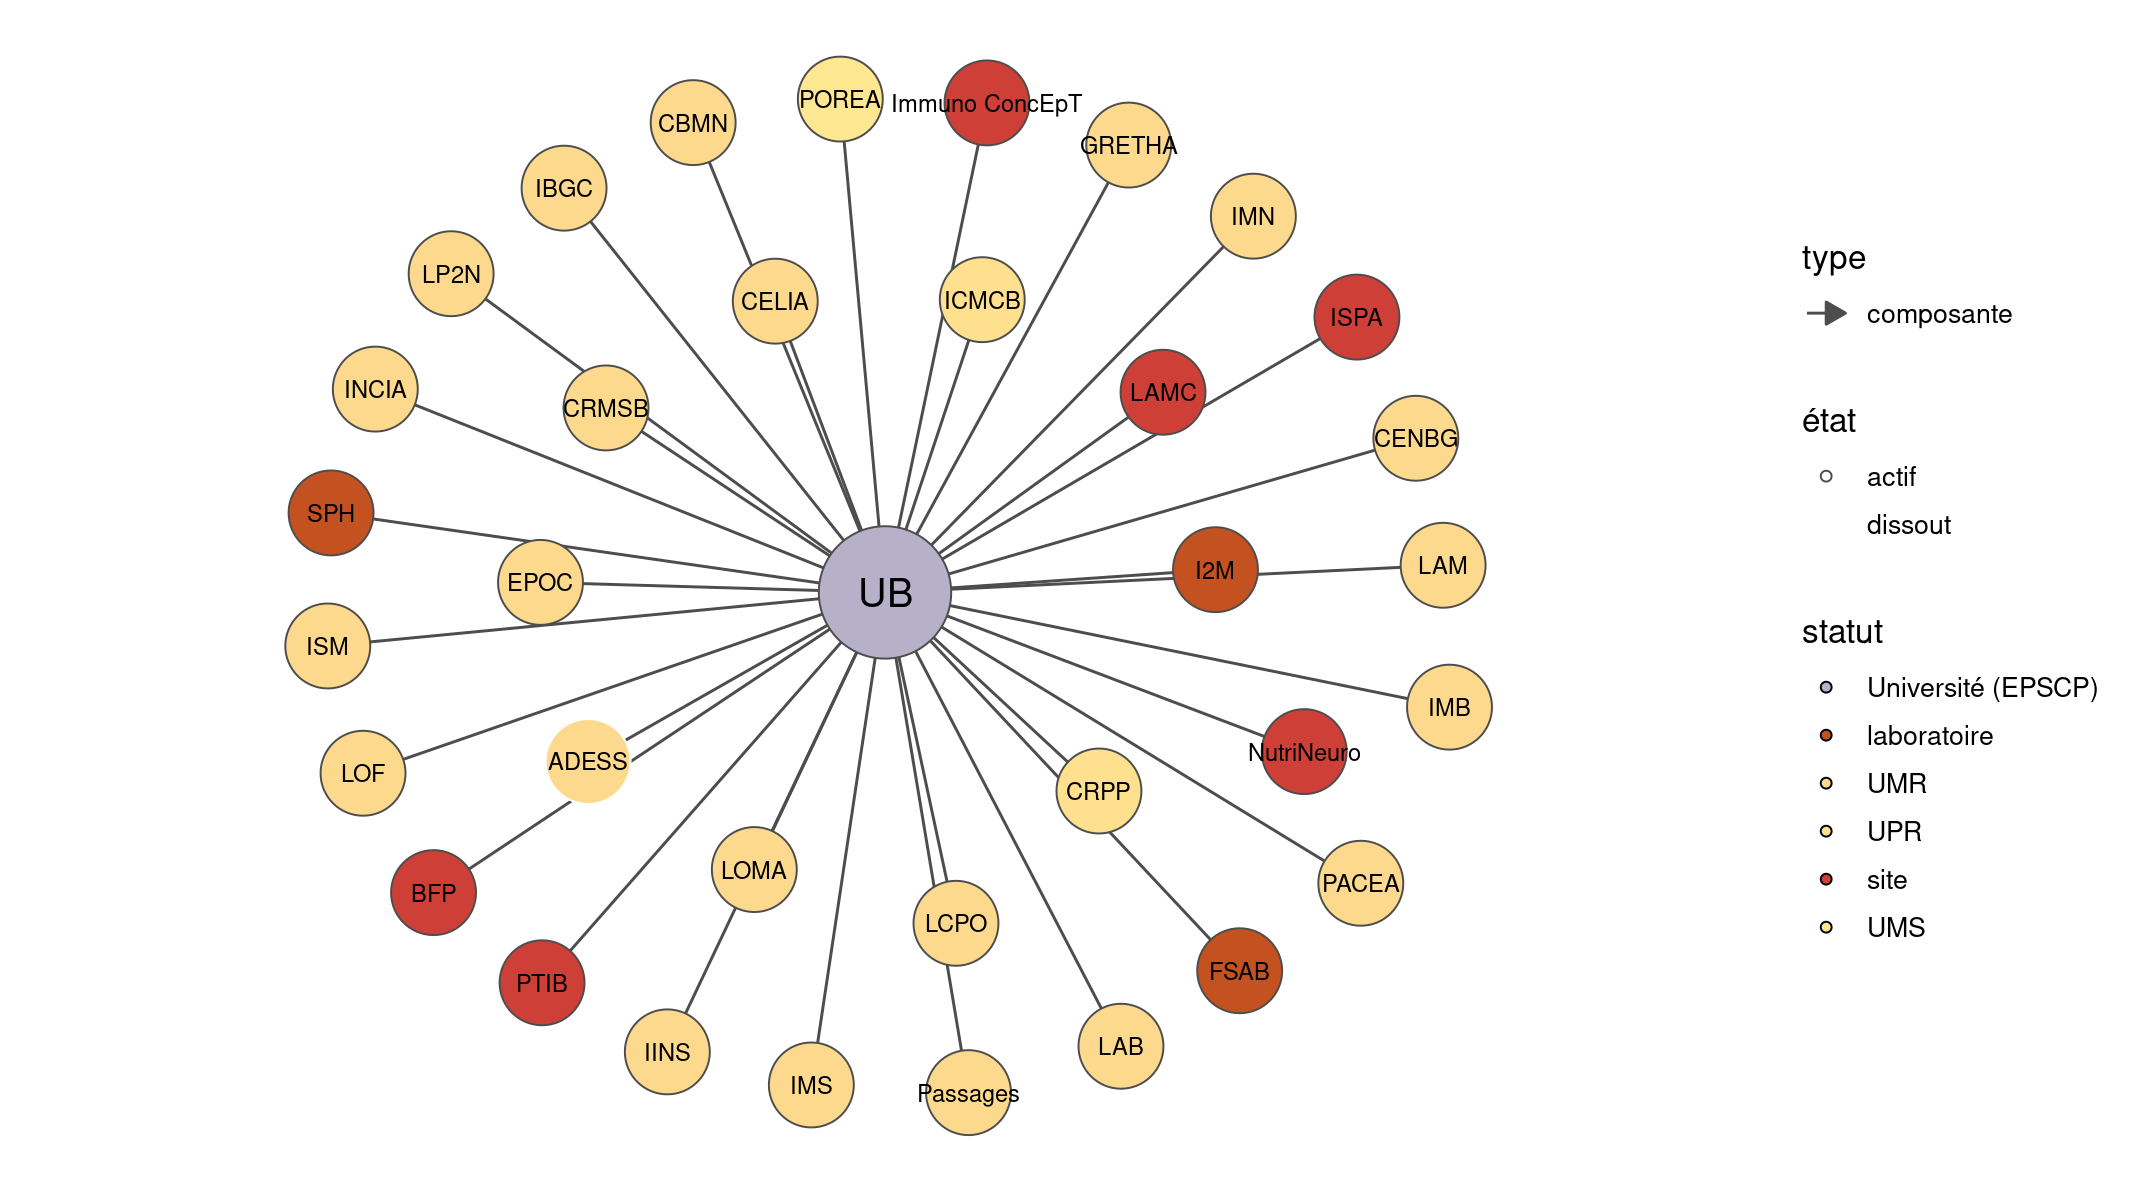 POREA
Immuno ConcEpT
CBMN
GRETHA
IBGC
IMN
LP2N
CELIA
ICMCB
ISPA
INCIA
CRMSB
LAMC
CENBG
SPH
EPOC
UB
I2M
LAM
ISM
IMB
LOF
ADESS
NutriNeuro
CRPP
BFP
LOMA
PACEA
LCPO
PTIB
FSAB
IINS
IMS
Passages
LAB
type
composante
état
actif
dissout
statut
Université (EPSCP)
laboratoire
UMR
UPR
site
UMS